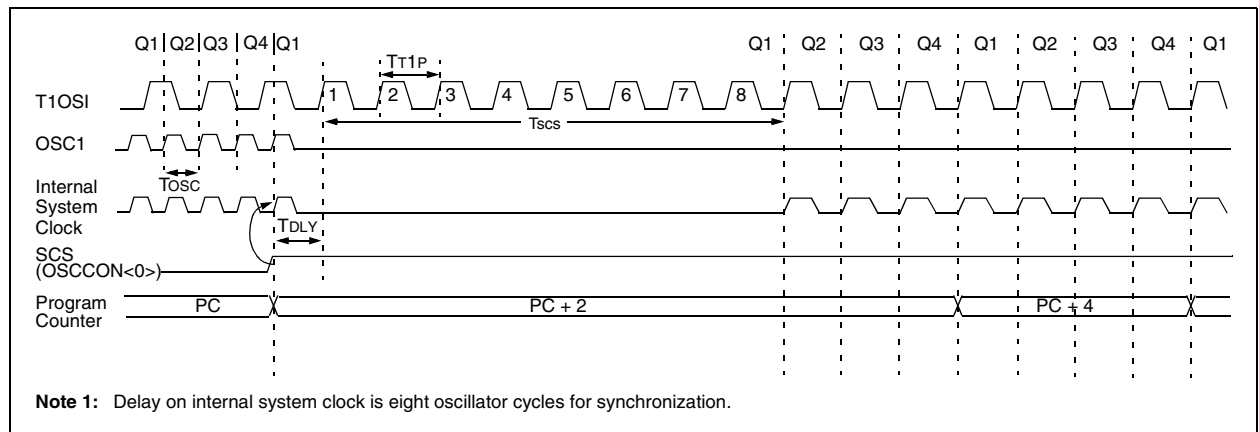 Q1 Q2 Q3 Q4 Q1 Q1 Q2 Q3 Q4 Q1 Q2 Q3 Q4 Q1
TT1P
T1OSI
1 2 3 4 5 6 7 8
TSCS
OSC1
TOSC
Internal
System
Clock
TDLY
SCS
(OSCCON<0>)
Program
Counter
PC PC + 2 PC + 4
Note 1: Delay on internal system clock is eight oscillator cycles for synchronization.